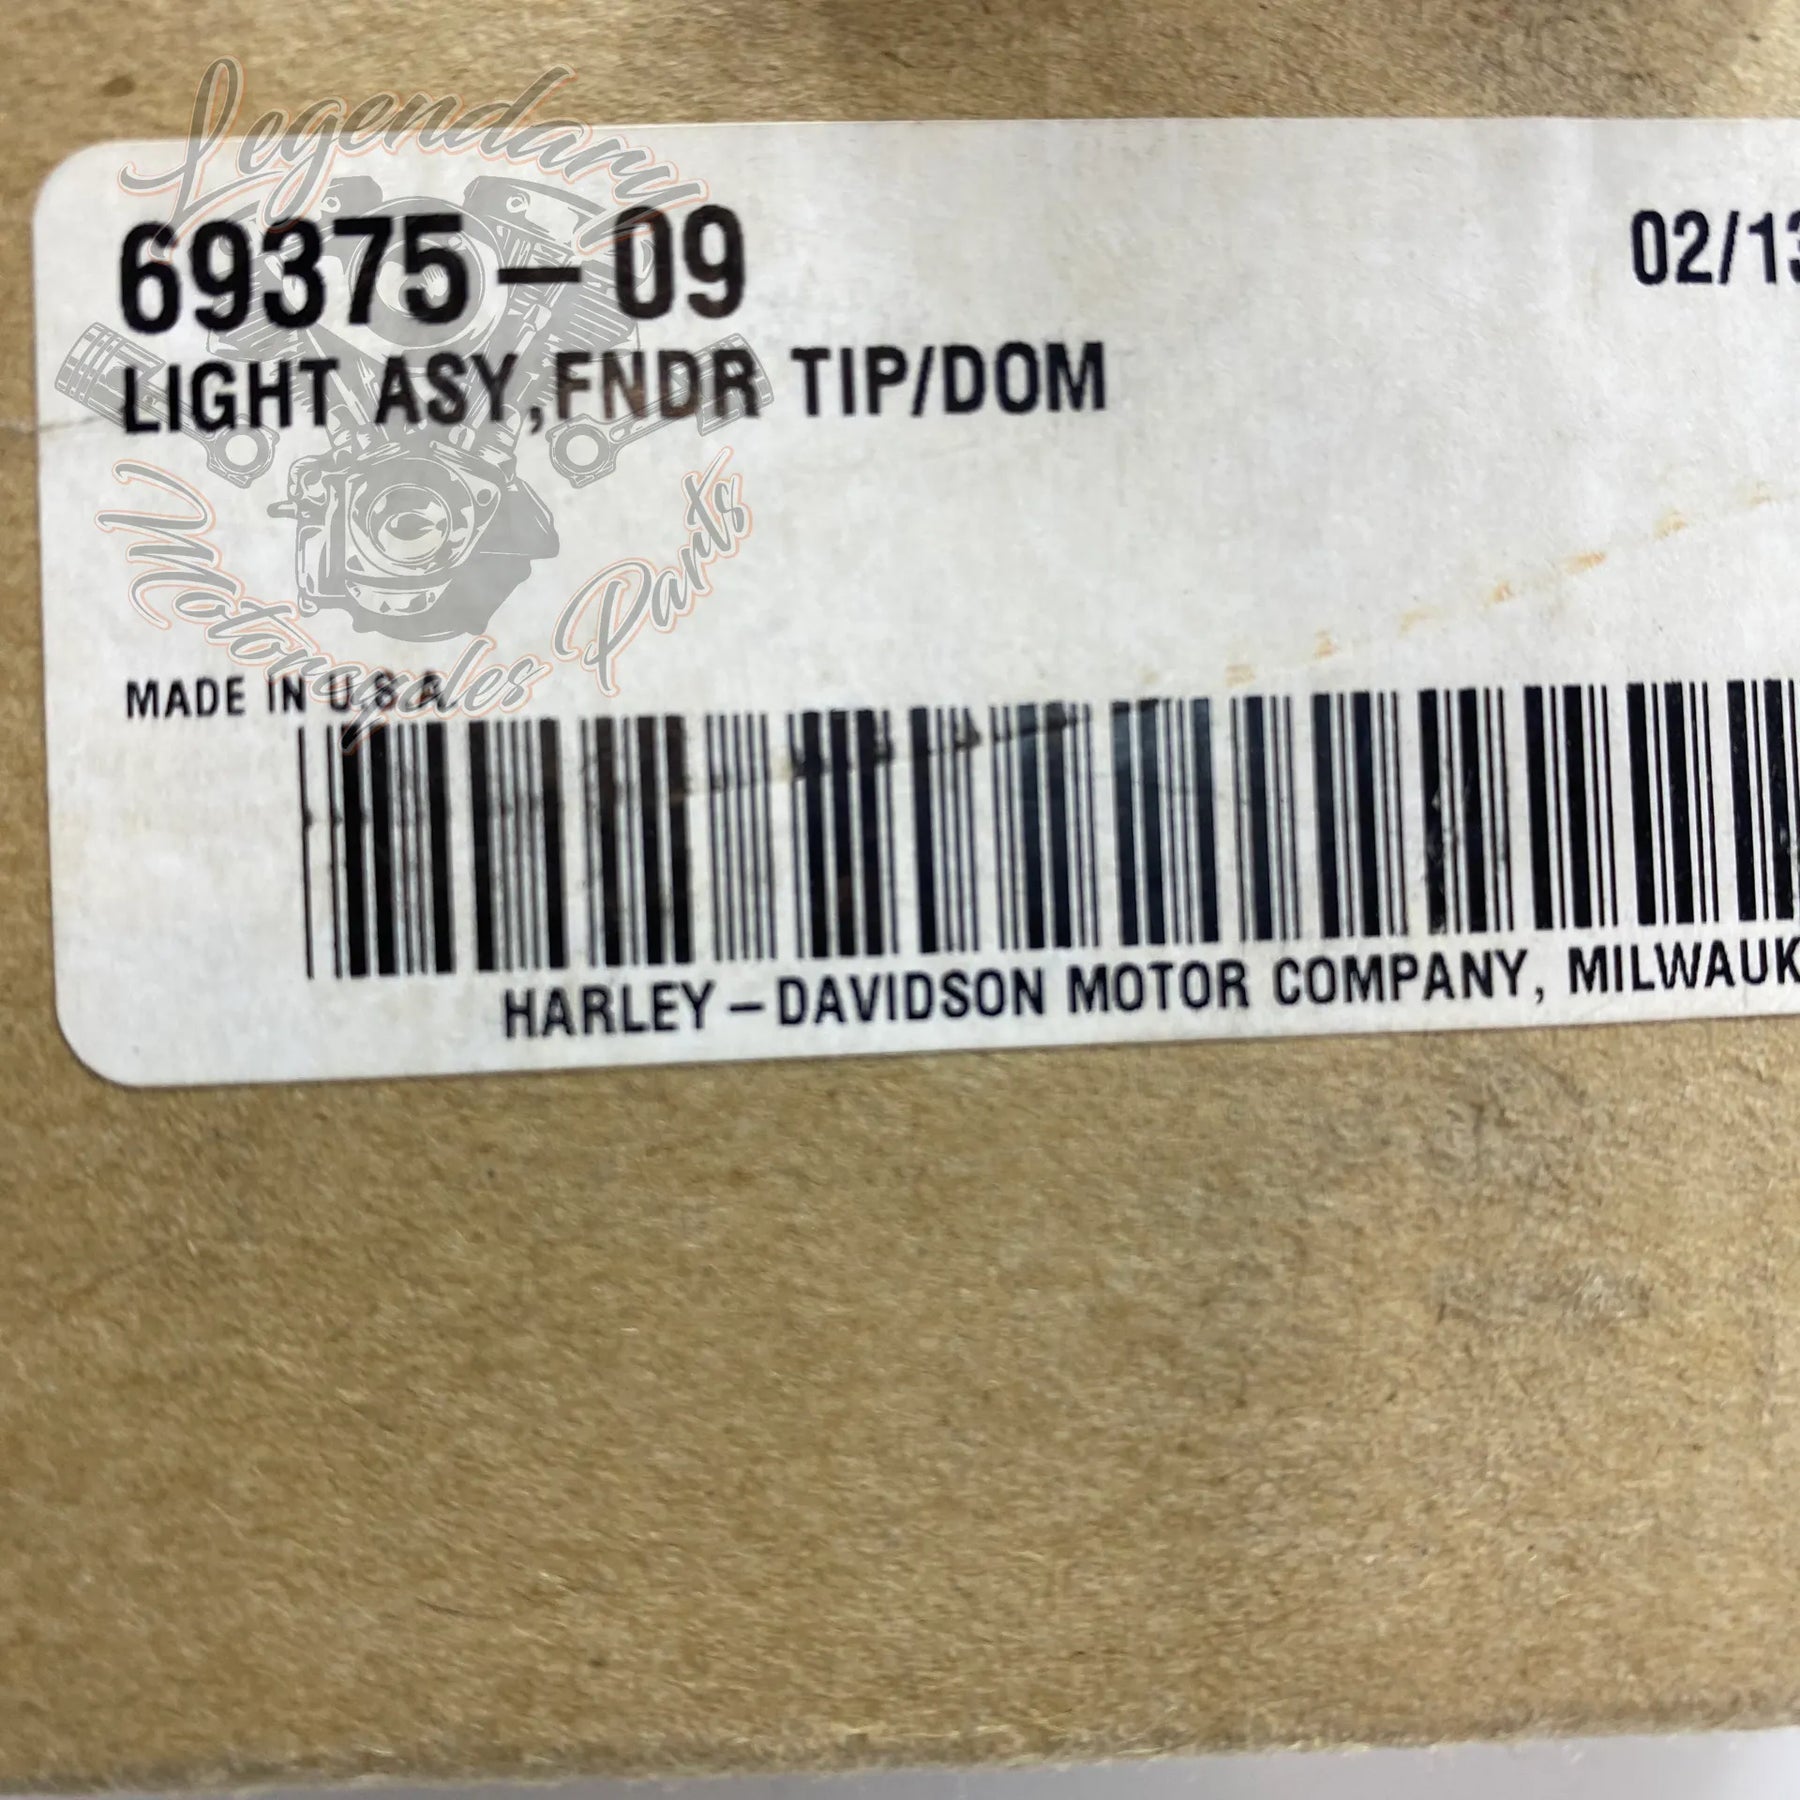 Legendary
69375-09
02/13
LIGHT ASY,FNDR TIP/DOM
Motorcycles Parts
MADE IN U.S.A.
HARLEY-DAVIDSON MOTOR COMPANY, MILWAUK